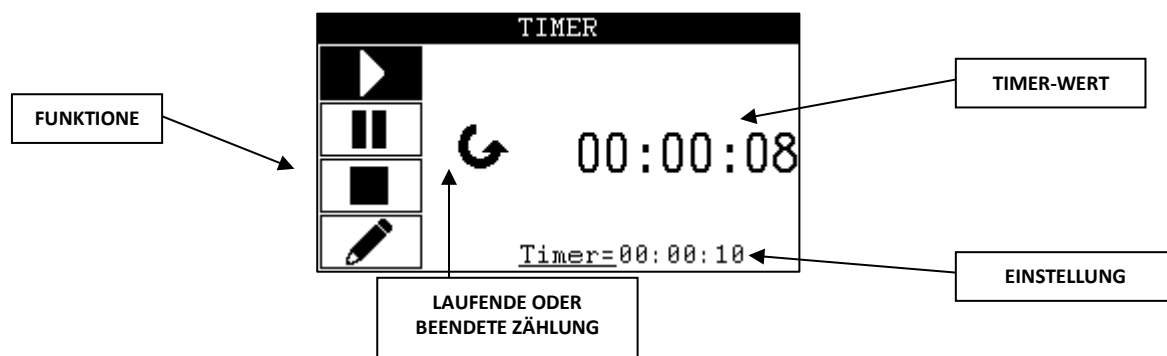 TIMER
TIMER-WERT
FUNKTIONE
00:00:08
Timer=00:00:10
EINSTELLUNG
LAUFENDE ODER
BEENDETE ZÄHLUNG